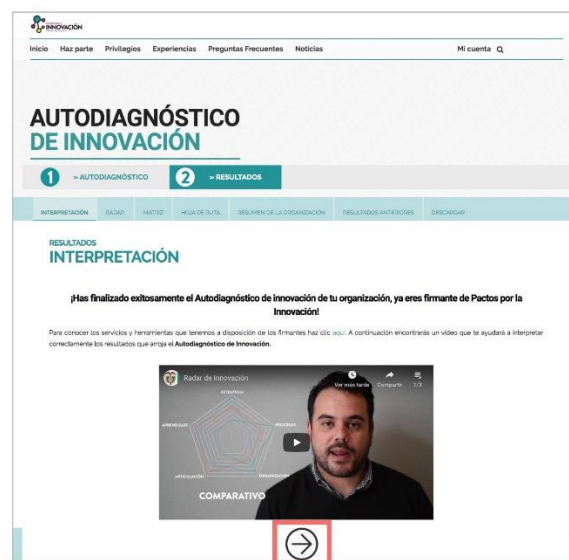 INNOVACIÓN
Inicio Haz parte Privilegios Experiencias Preguntas Frecuentes Noticias Mi cuenta
AUTODIAGNÓSTICO
DE INNOVACIÓN
1 » AUTODIAGNÓSTICO 2 » RESULTADOS
INTERPRETACIÓN RADAR MATRIZ HOJA DE RUTA RESUMEN DE LA ORGANIZACIÓN RESULTADOS ANTERIORES DESCARGAR
RESULTADOS
INTERPRETACIÓN
¡Has finalizado exitosamente el Autodiagnóstico de innovación de tu organización, ya eres firmante de Pactos por la
Innovación!
Para conocer los servicios y herramientas que tenemos a disposición de los firmantes haz clic aquí. A continuación encontrarás un video que te ayudará a interpretar
correctamente los resultados que arroja el Autodiagnóstico de Innovación.
Radar de Innovación
Ver más tarde Compartir 1/3
ESTRATEGIA
APRENDIZAJE PROCESOS
ARTICULACIÓN ORGANIZACIÓN
COMPARATIVO